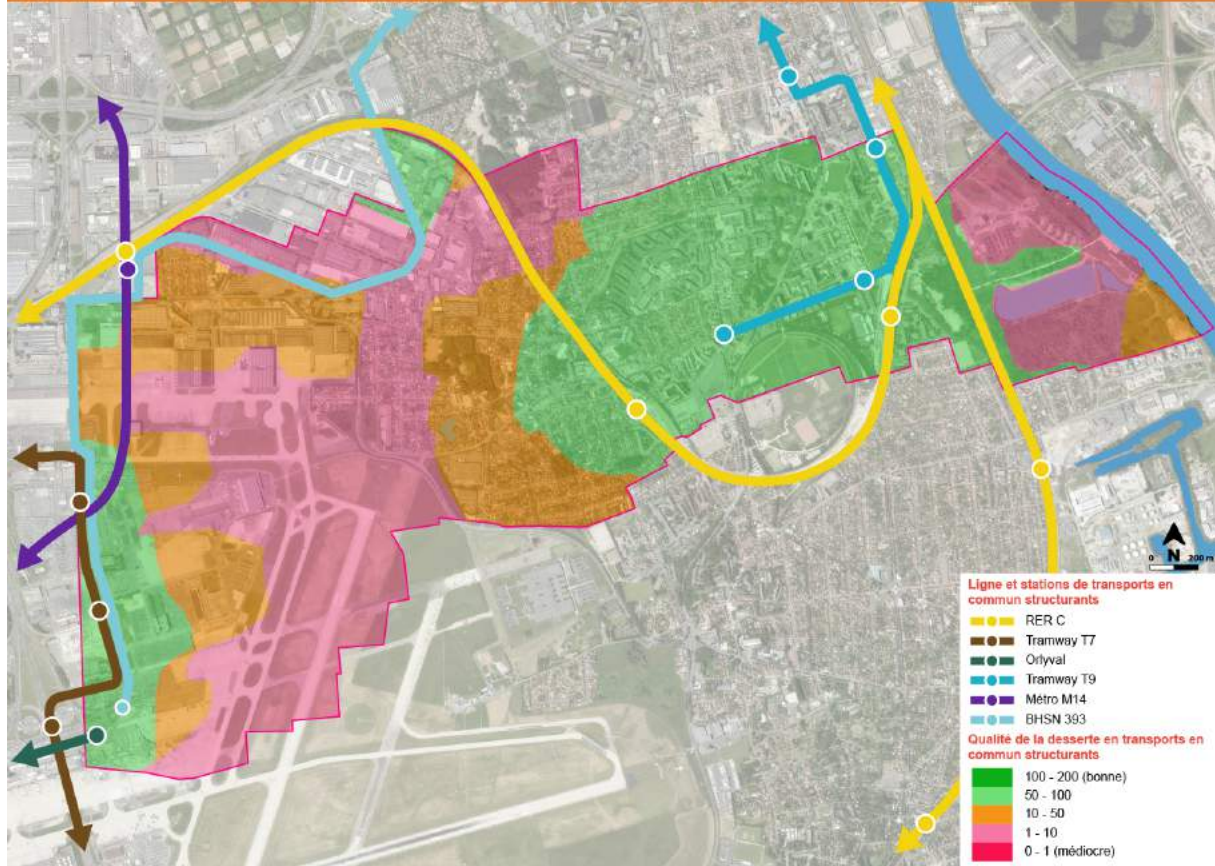 0 200 m
N
Ligne et stations de transports en
commun structurants
RER C
Tramway T7
Orlyval
Tramway T9
Métro M14
BHSN 393
Qualité de la desserte en transports en
commun structurants
100 - 200 (bonne)
50 - 100
10 - 50
1 - 10
0 - 1 (médiocre)